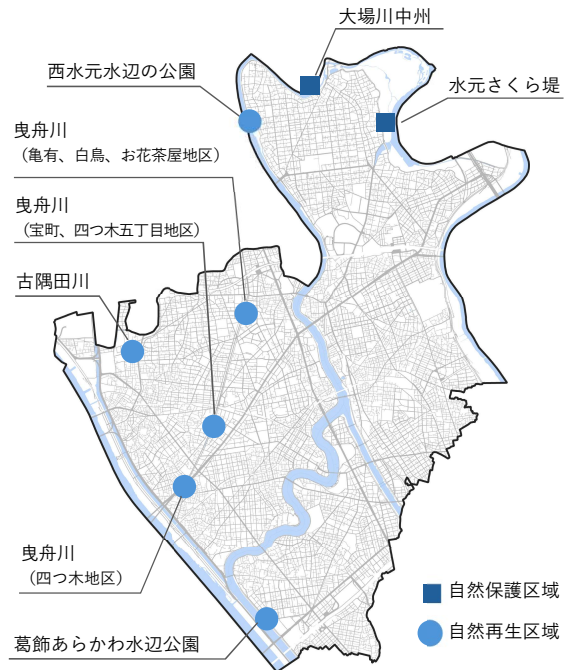 大場川中州
西水元水辺の公園
水元さくら堤
曳舟川
（亀有、白鳥、お花茶屋地区）
曳舟川
（宝町、四つ木五丁目地区）
古隅田川
曳舟川
（四つ木地区）
葛飾あらかわ水辺公園
自然保護区域
自然再生区域